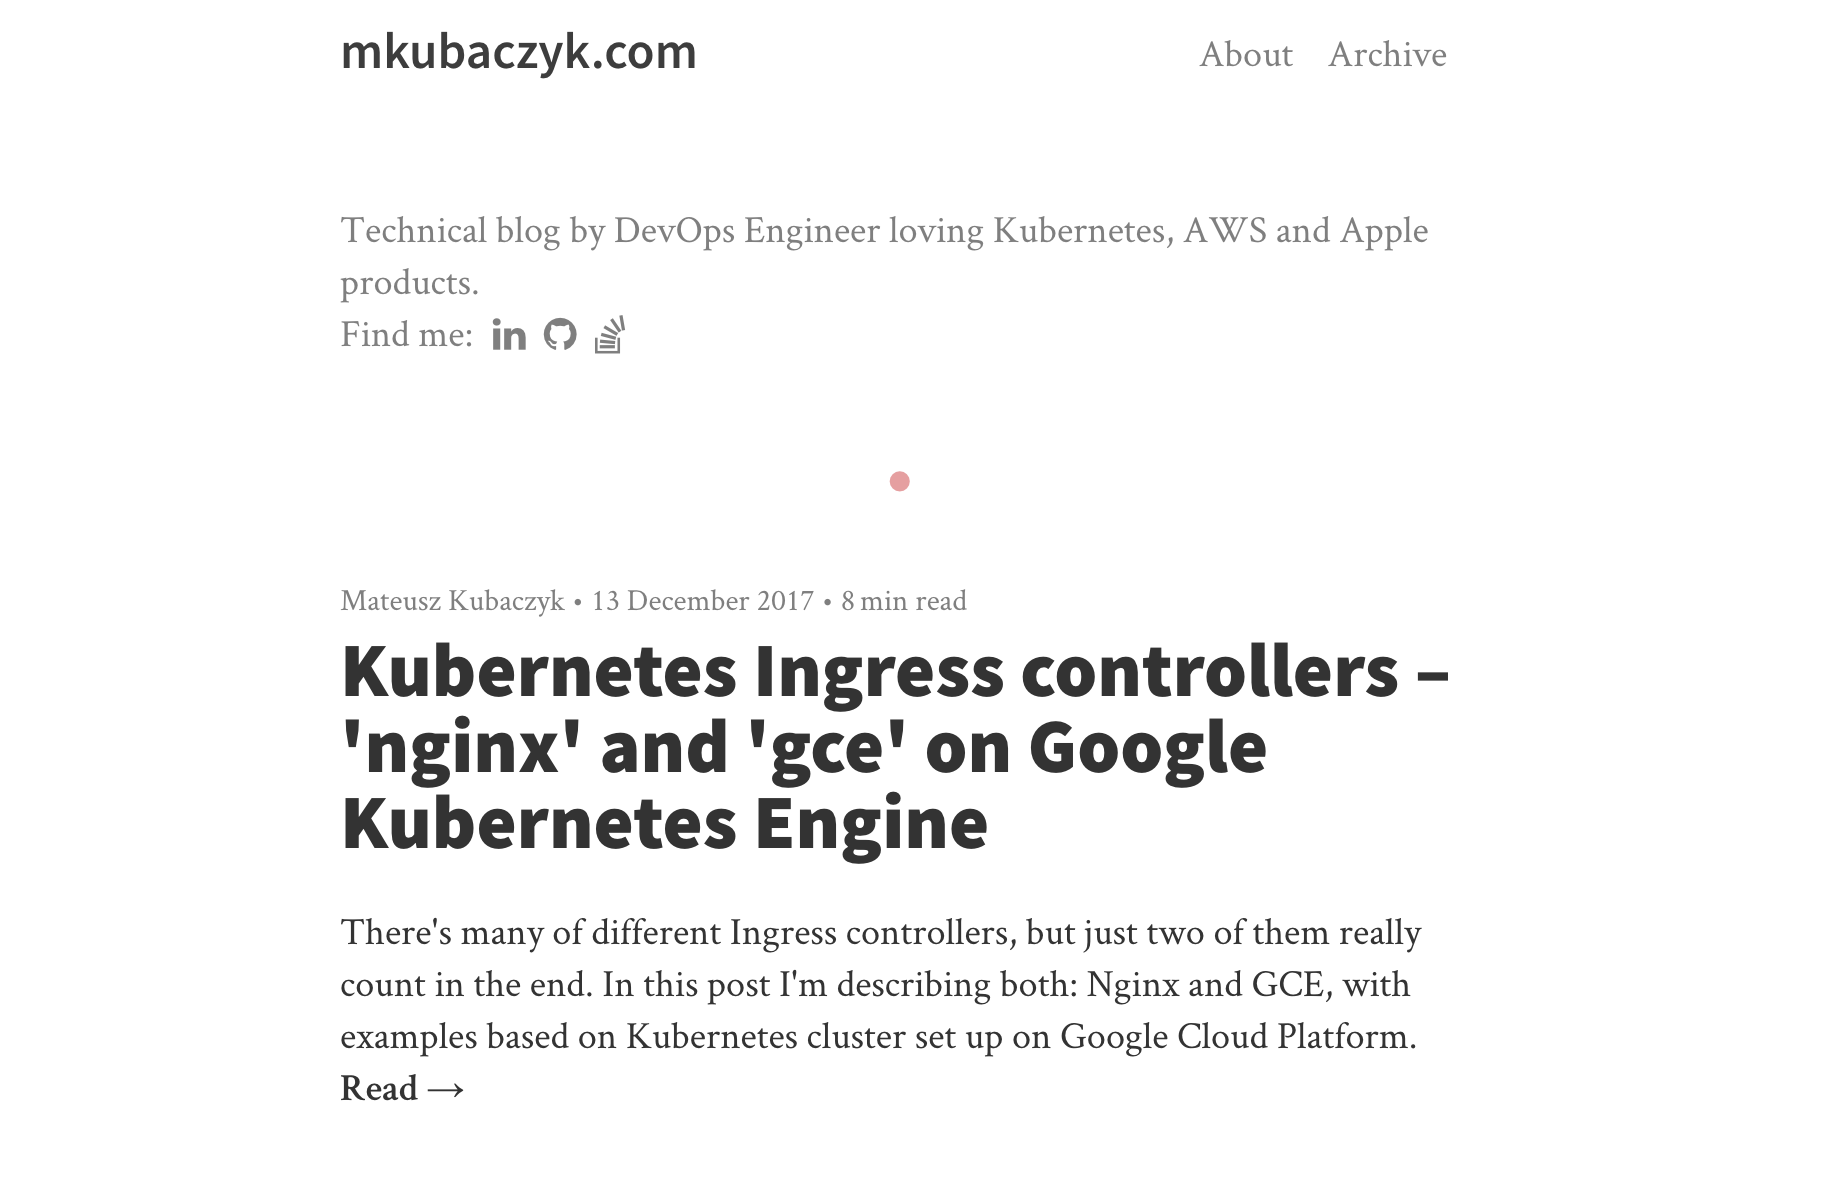 mkubaczyk.com
About Archive
Technical blog by DevOps Engineer loving Kubernetes, AWS and Apple
products.
Find me:
Mateusz Kubaczyk • 13 December 2017 • 8 min read
Kubernetes Ingress controllers –
'nginx' and 'gce' on Google
Kubernetes Engine
There's many of different Ingress controllers, but just two of them really
count in the end. In this post I'm describing both: Nginx and GCE, with
examples based on Kubernetes cluster set up on Google Cloud Platform.
Read →